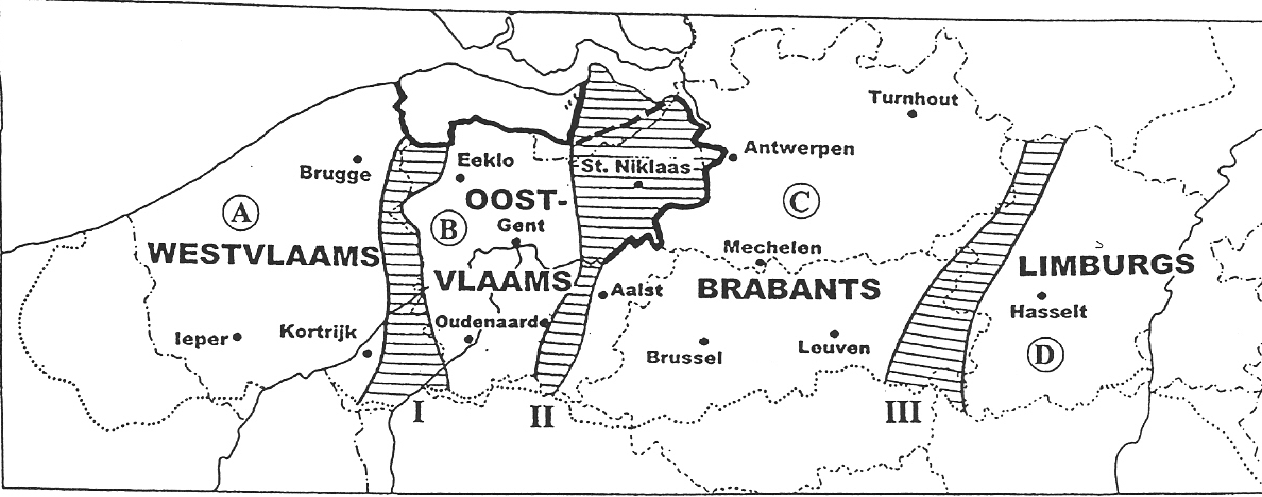 Turnhout
Eeklo
Antwerpen
Brugge
St. Niklaas
OOST-
A
B
C
Gent
WESTVLAAMS
Mechelen
LIMBURGS
VLAAMS
Aalst
BRABANTS
Hasselt
Oudenaard
Ieper
Kortrijk
Brussel
Leuven
D
I
II
III